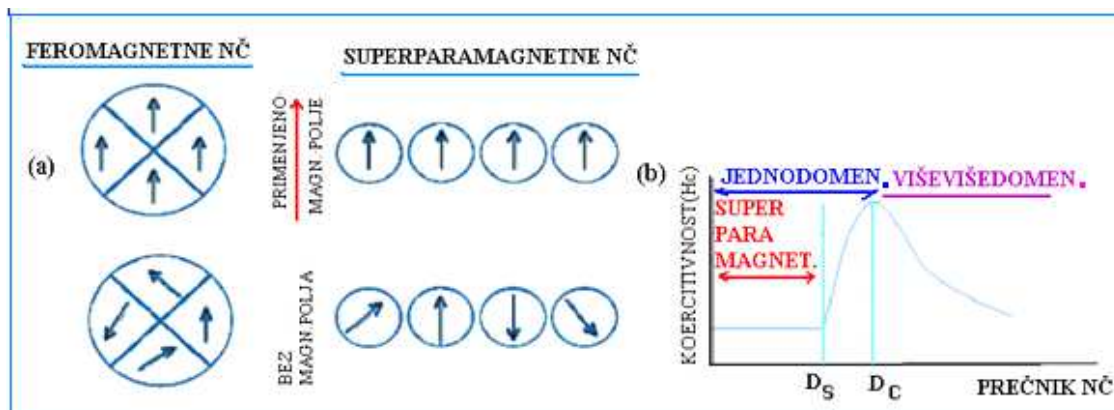 FEROMAGNETNE NČ
SUPERPARAMAGNETNE NČ
(a)
PRIMENJENO
MAGN. POLJE
BEZ
MAGN.POLJA
(b)
JEDNODOMEN.
VIŠEVIŠEDOMEN.
SUPER
PARA
MAGNET.
KOERCITIVNOST(Hc)
DS
DC
PREČNIK NČ